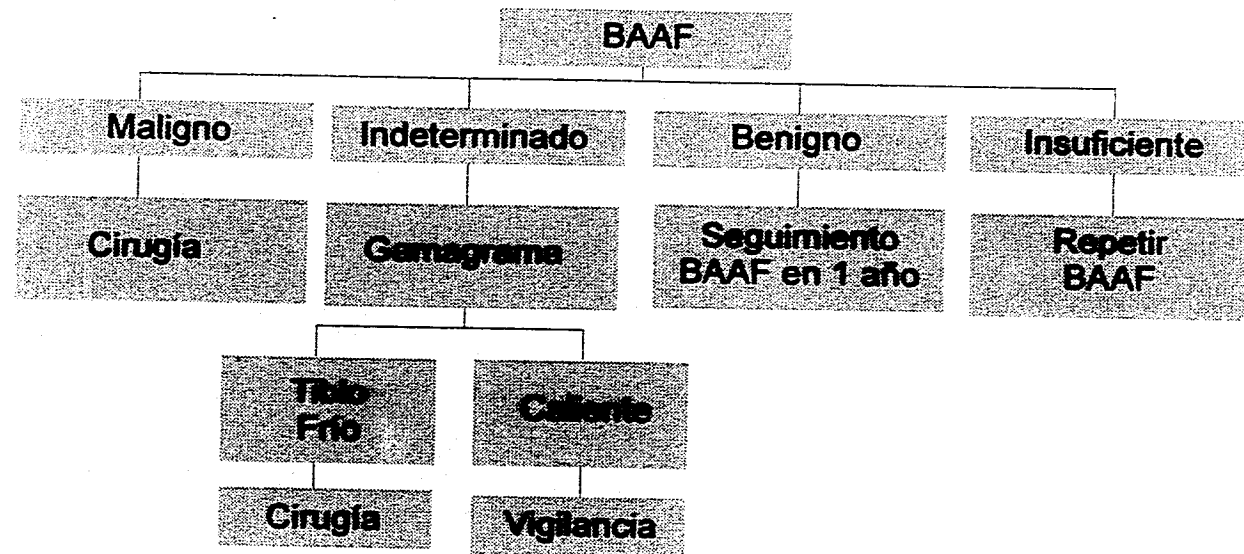 BAAF
Maligno
Indeterminado
Benigno
Insuficiente
Cirugía
Gamagrama
Seguimiento
BAAF en 1 año
Repetir
BAAF
Tibio
Frío
Caliente
Cirugía
Vigilancia